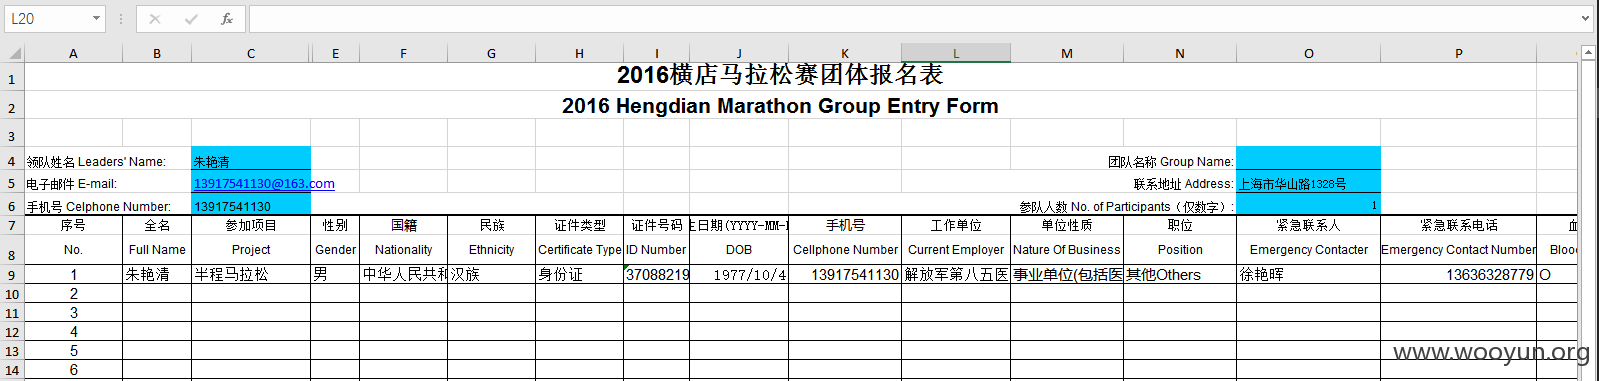 L20
fx
A B C E F G H I J K L M N O P
1 2016横店马拉松赛团体报名表
2 2016 Hengdian Marathon Group Entry Form
3
4 领队姓名 Leaders' Name: 朱艳清 团队名称 Group Name:
5 电子邮件 E-mail: 13917541130@163.com 联系地址 Address: 上海市华山路1328号
6 手机号 Celphone Number: 13917541130 参队人数 No. of Participants（仅数字）: 1
7 序号 全名 参加项目 性别 国籍 民族 证件类型 证件号码 生日期(YYYY-MM-I 手机号 工作单位 单位性质 职位 紧急联系人 紧急联系电话 血
8 No. Full Name Project Gender Nationality Ethnicity Certificate Type ID Number DOB Cellphone Number Current Employer Nature Of Business Position Emergency Contacter Emergency Contact Number Bloo
9 1 朱艳清 半程马拉松 男 中华人民共和 汉族 身份证 37088219 1977/10/4 13917541130 解放军第八五医 事业单位(包括医 其他Others 徐艳晖 13636328779 O
10 2
11 3
12 4
13 5
14 6
www.wooyun.org